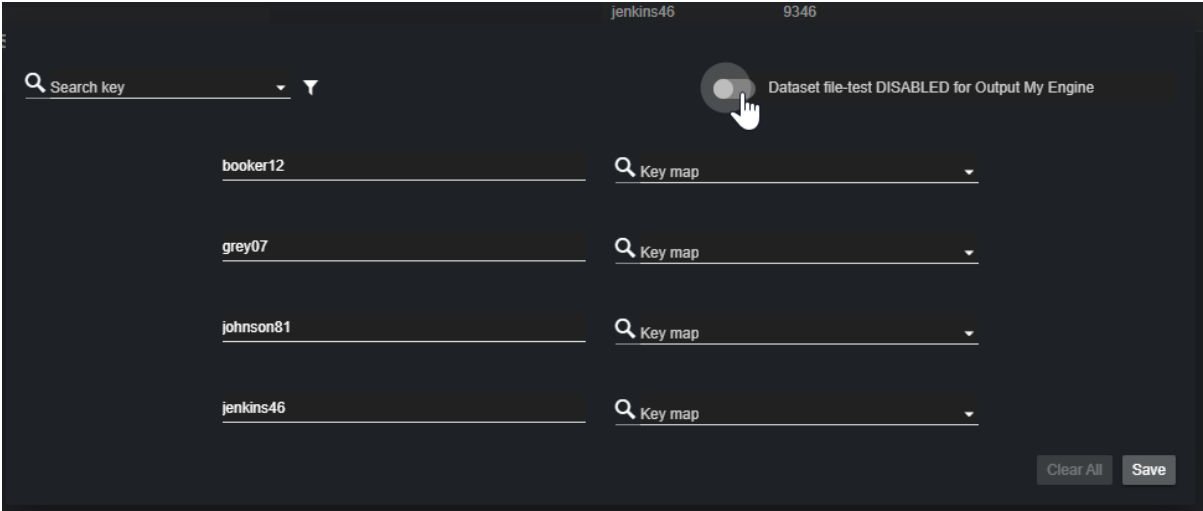 jenkins46 9346
Search key
Dataset file-test DISABLED for Output My Engine
booker12 Key map
grey07 Key map
johnson81 Key map
jenkins46 Key map
Clear All Save